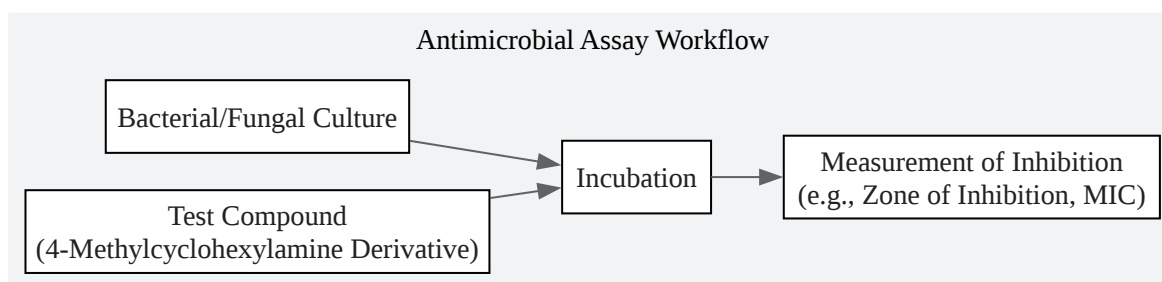 Antimicrobial Assay Workflow
Bacterial/Fungal Culture
Test Compound
(4-Methylcyclohexylamine Derivative)
Incubation
Measurement of Inhibition
(e.g., Zone of Inhibition, MIC)